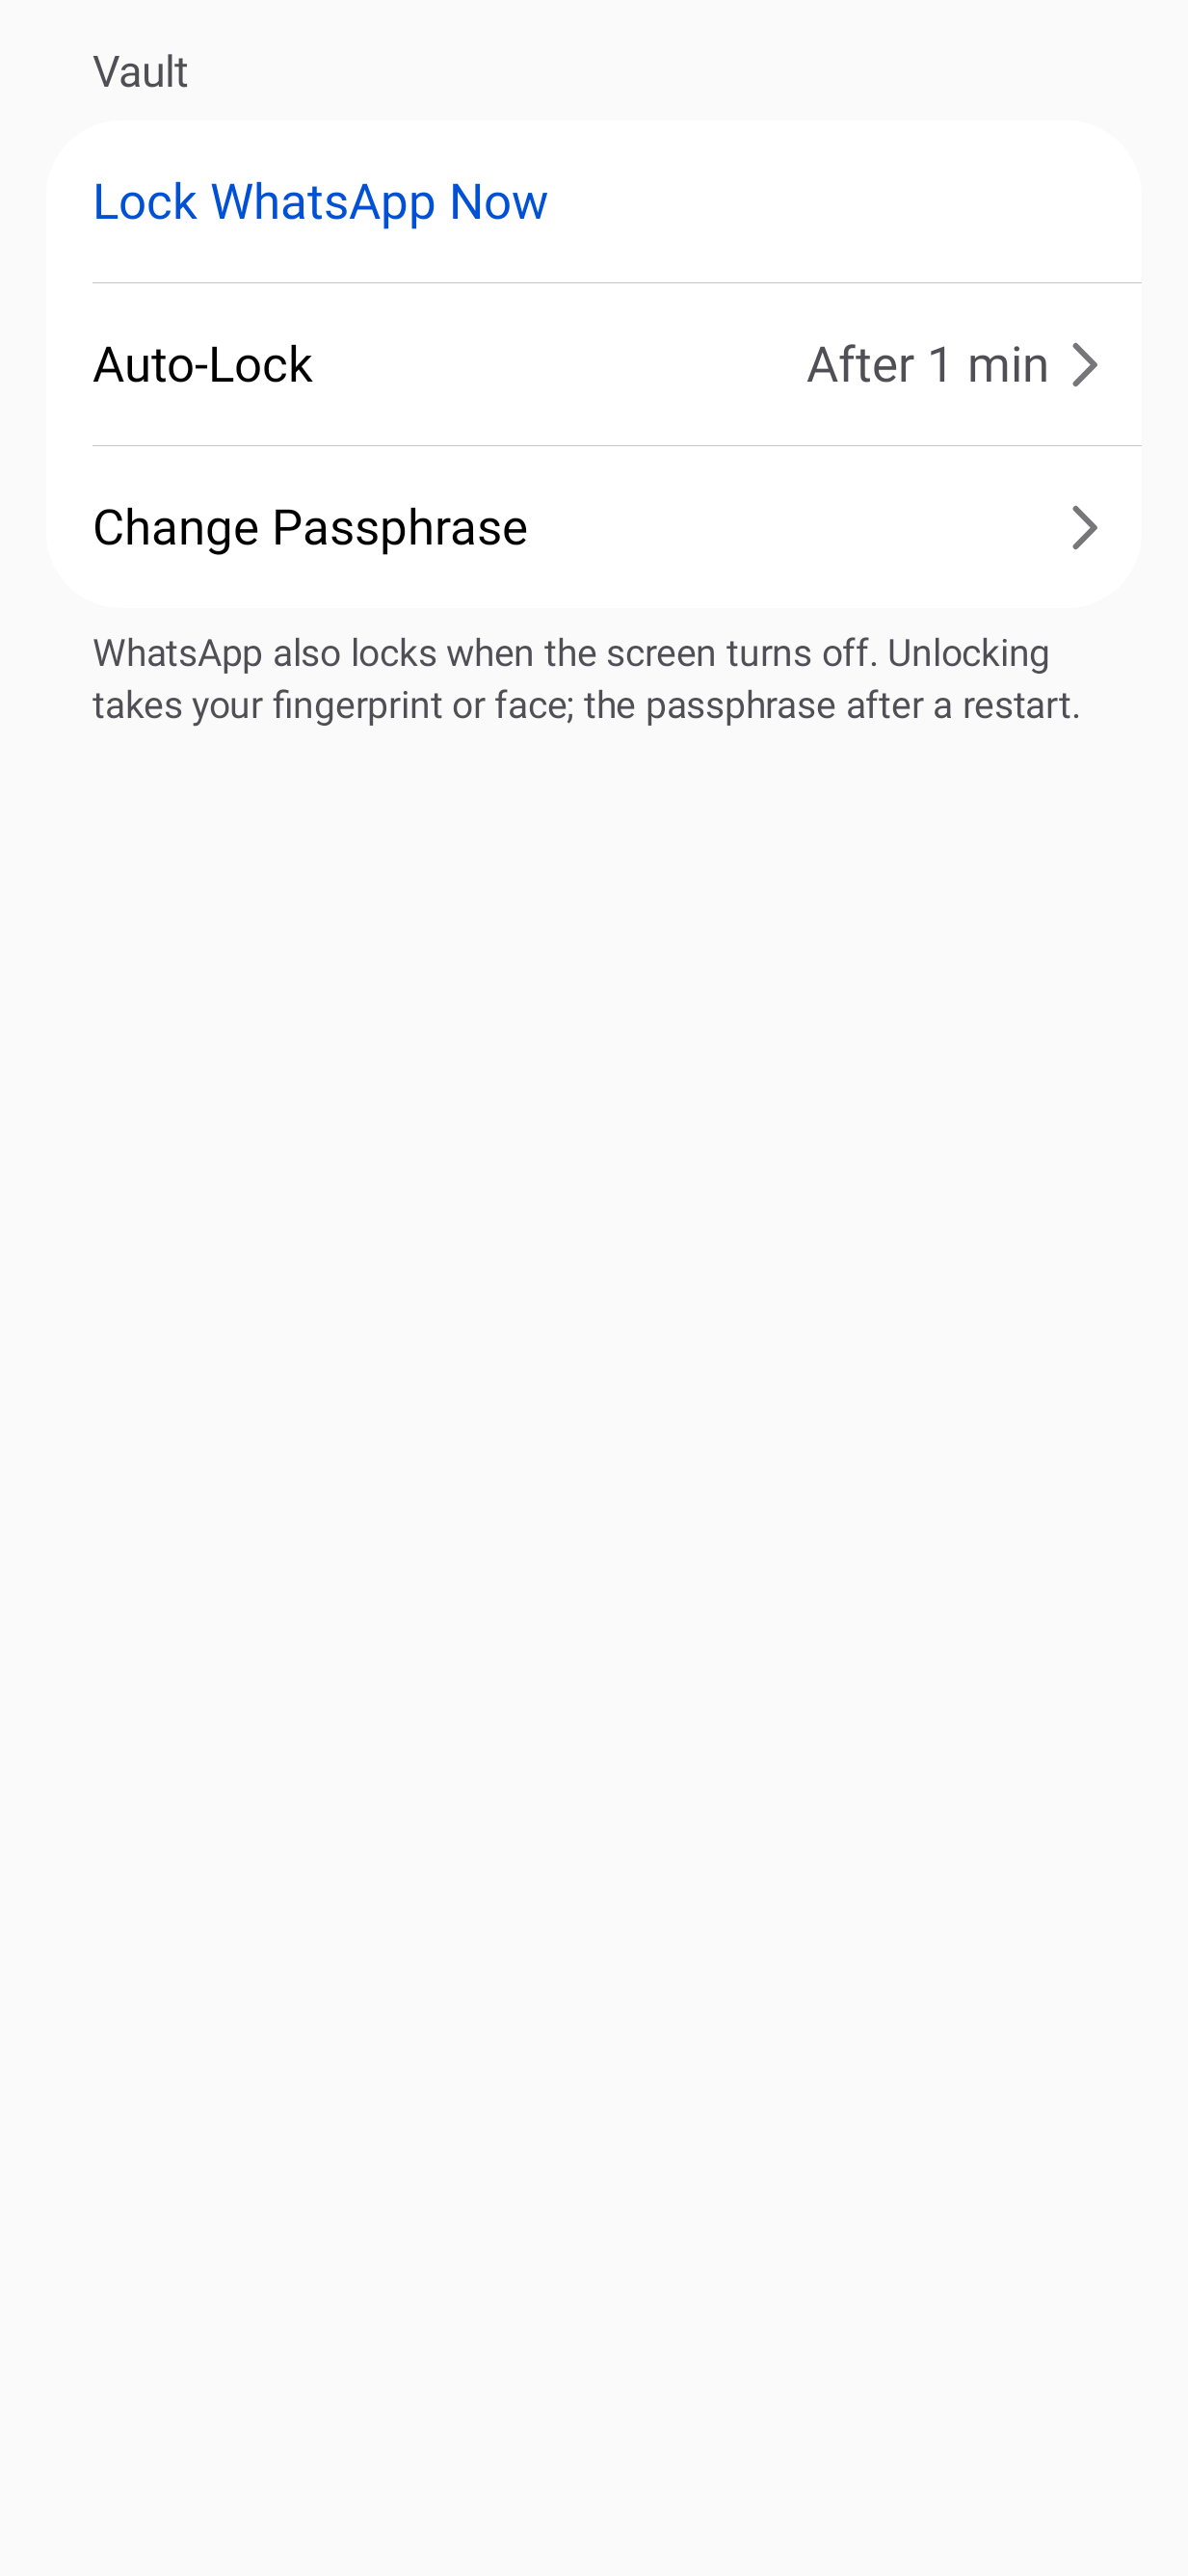 Vault
Lock WhatsApp Now
Auto-Lock After 1 min
Change Passphrase
WhatsApp also locks when the screen turns off. Unlocking
takes your fingerprint or face; the passphrase after a restart.